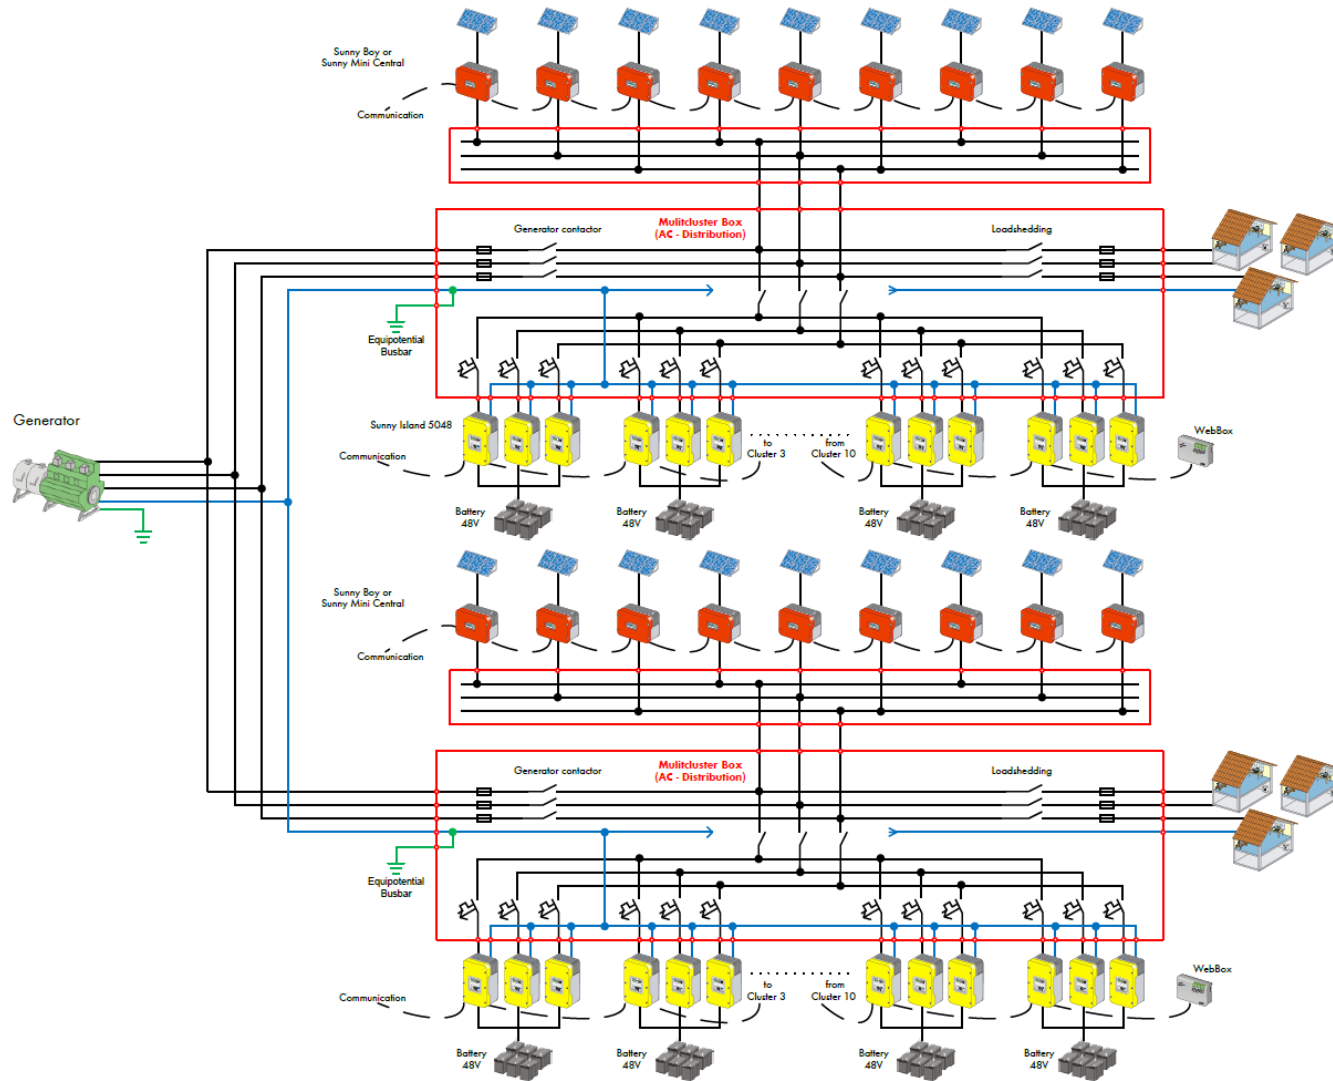 Sunny Boy or
Sunny Mini Central
Communication
Mulitcluster Box
(AC - Distribution)
Generator contactor
Loadshedding
Equipotential
Busbar
Generator
Sunny Island 5048
Communication
to
Cluster 3
from
Cluster 10
WebBox
Battery
48V
Battery
48V
Battery
48V
Battery
48V
Sunny Boy or
Sunny Mini Central
Communication
Mulitcluster Box
(AC - Distribution)
Generator contactor
Loadshedding
Equipotential
Busbar
Communication
to
Cluster 3
from
Cluster 10
WebBox
Battery
48V
Battery
48V
Battery
48V
Battery
48V